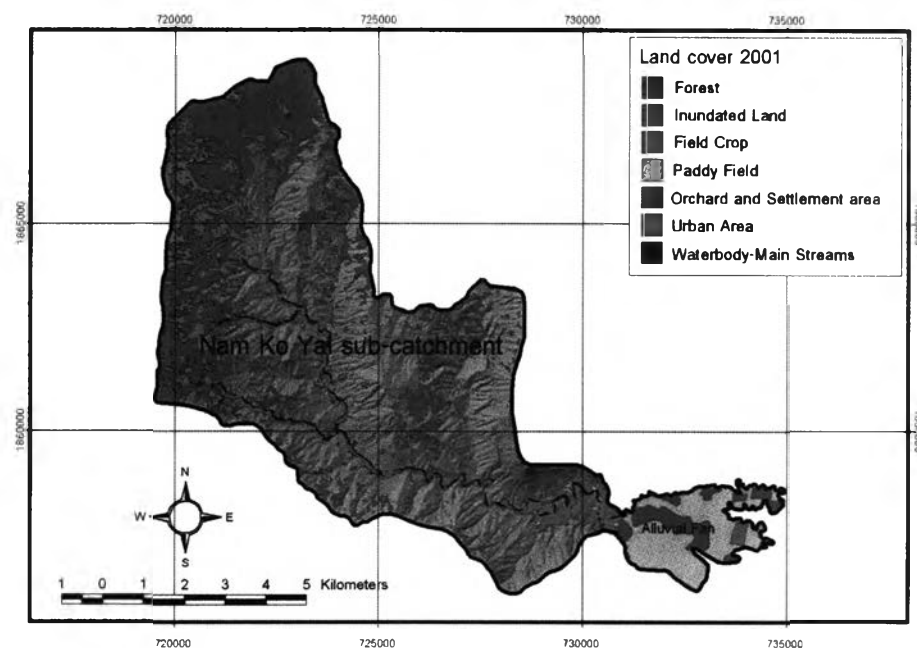 720000 725000 730000 735000
Land cover 2001
Forest
Inundated Land
Field Crop
Paddy Field
Orchard and Settlement area
Urban Area
Waterbody-Main Streams
1865000
Nam Ko Yai sub-catchment
1860000
Alluvial Fan
N
W E
S
1 0 1 2 3 4 5 Kilometers
720000 725000 730000 735000